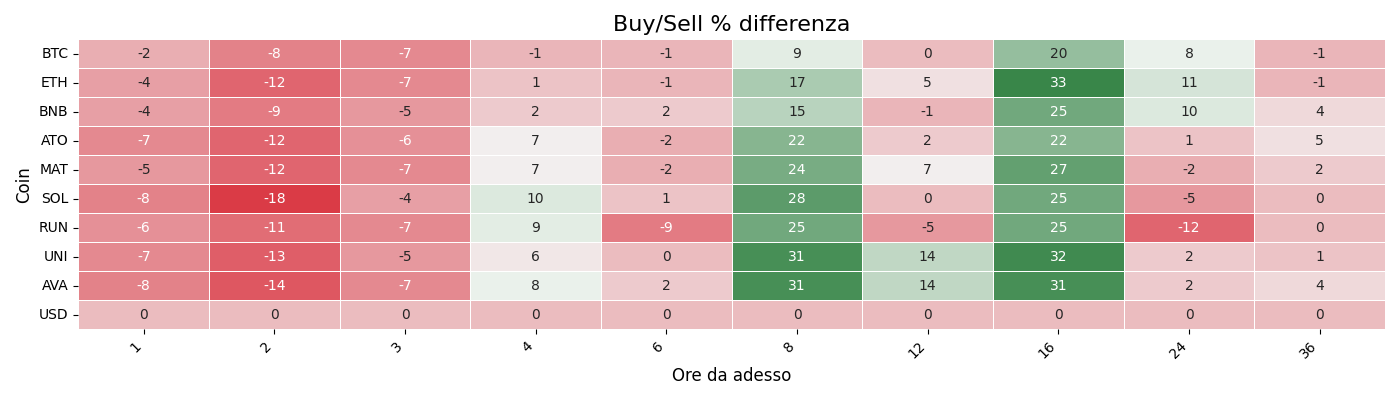 Buy/Sell % differenza
Coin
BTC -2 -8 -7 -1 -1 9 0 20 8 -1
ETH -4 -12 -7 1 -1 17 5 33 11 -1
BNB -4 -9 -5 2 2 15 -1 25 10 4
ATO -7 -12 -6 7 -2 22 2 22 1 5
MAT -5 -12 -7 7 -2 24 7 27 -2 2
SOL -8 -18 -4 10 1 28 0 25 -5 0
RUN -6 -11 -7 9 -9 25 -5 25 -12 0
UNI -7 -13 -5 6 0 31 14 32 2 1
AVA -8 -14 -7 8 2 31 14 31 2 4
USD 0 0 0 0 0 0 0 0 0 0
1 2 3 4 6 8 12 16 24 36
Ore da adesso